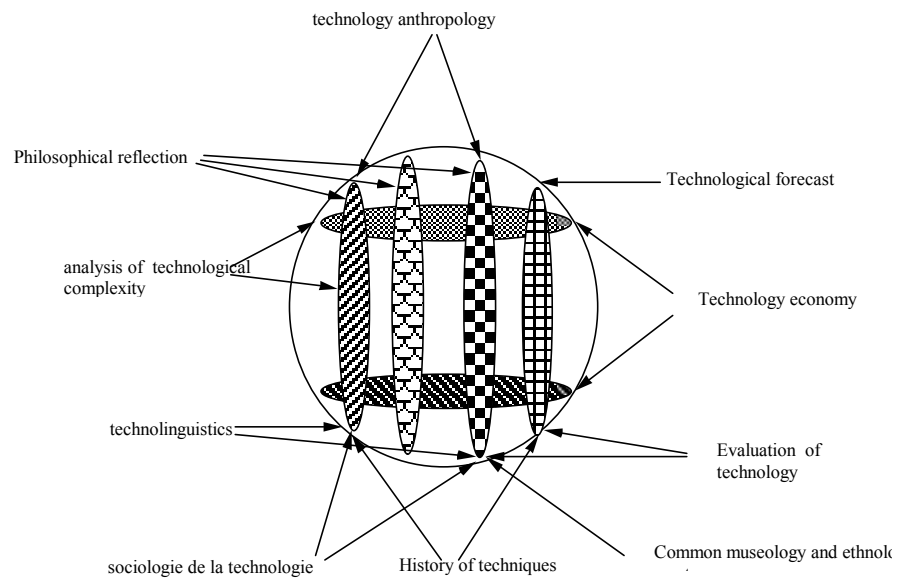 technology anthropology
Philosophical reflection
Technological forecast
analysis of technological
complexity
Technology economy
technolinguistics
Evaluation of
technology
sociologie de la technologie
History of techniques
Common museology and